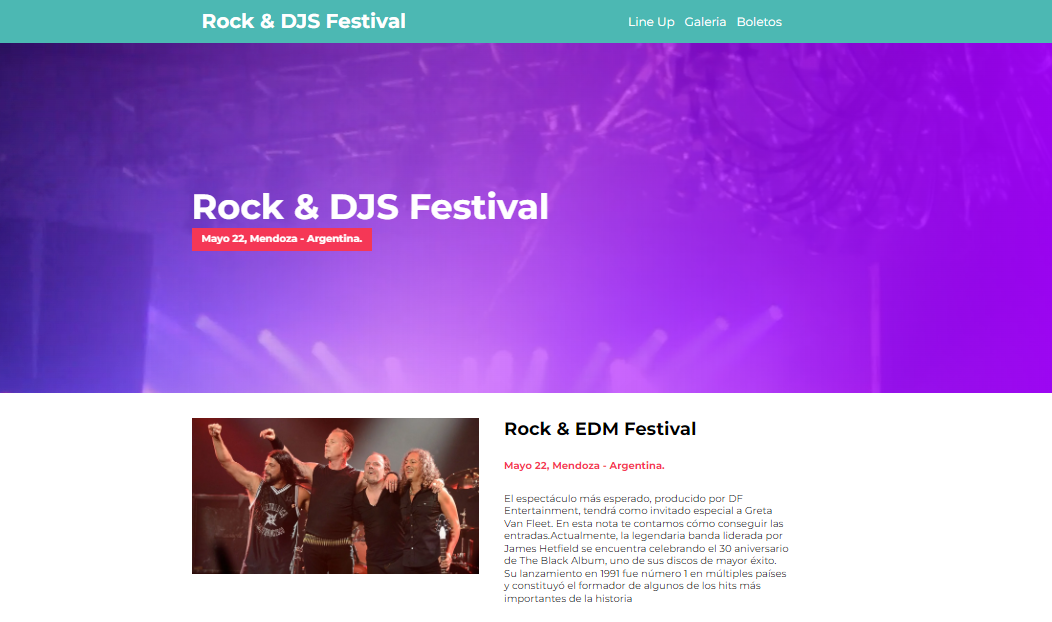 Rock & DJS Festival
Line Up Galeria Boletos
Rock & DJS Festival
Mayo 22, Mendoza - Argentina.
Rock & EDM Festival
Mayo 22, Mendoza - Argentina.
El espectáculo más esperado, producido por DF
Entertainment, tendrá como invitado especial a Greta
Van Fleet. En esta nota te contamos cómo conseguir las
entradas.Actualmente, la legendaria banda liderada por
James Hetfield se encuentra celebrando el 30 aniversario
de The Black Album, uno de sus discos de mayor éxito.
Su lanzamiento en 1991 fue número 1 en múltiples países
y constituyó el formador de algunos de los hits más
importantes de la historia